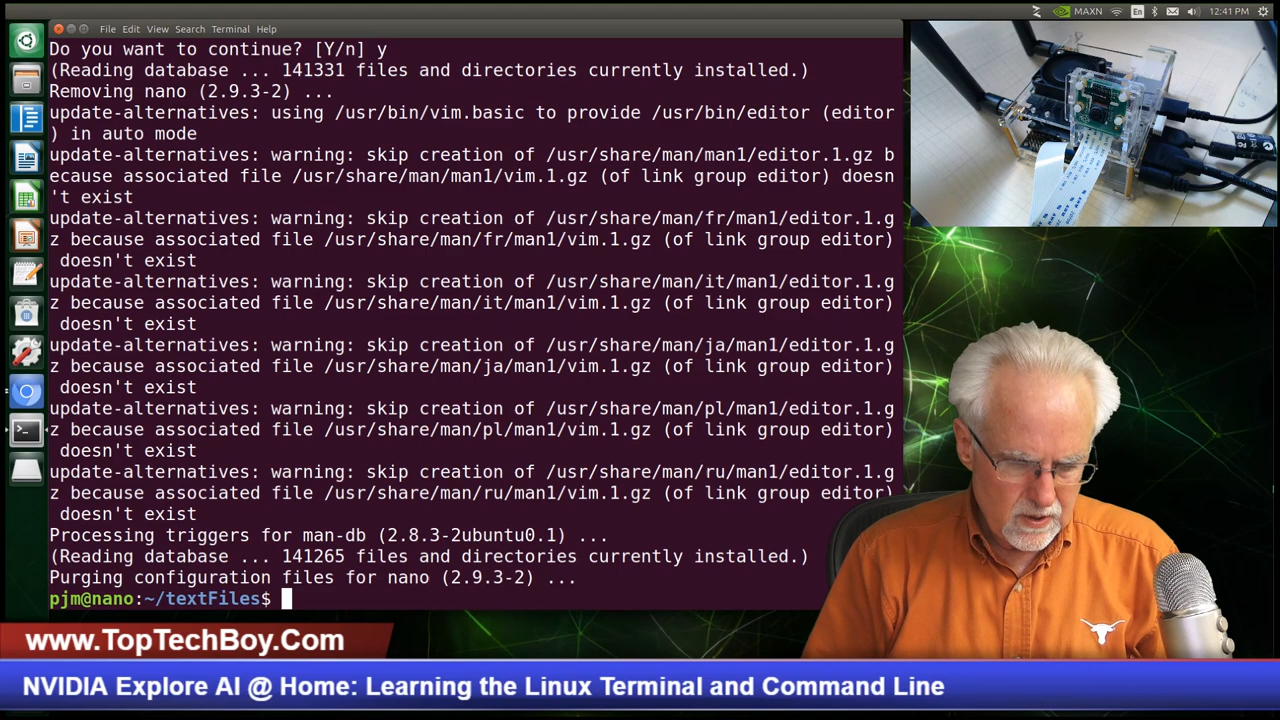 File Edit View Search Terminal Help
MAXN En 12:41 PM
Do you want to continue? [Y/n] y
(Reading database ... 141331 files and directories currently installed.)
Removing nano (2.9.3-2) ...
update-alternatives: using /usr/bin/vim.basic to provide /usr/bin/editor (editor
) in auto mode
update-alternatives: warning: skip creation of /usr/share/man/man1/editor.1.gz b
ecause associated file /usr/share/man/man1/vim.1.gz (of link group editor) doesn
't exist
update-alternatives: warning: skip creation of /usr/share/man/fr/man1/editor.1.g
z because associated file /usr/share/man/fr/man1/vim.1.gz (of link group editor)
 doesn't exist
update-alternatives: warning: skip creation of /usr/share/man/it/man1/editor.1.g
z because associated file /usr/share/man/it/man1/vim.1.gz (of link group editor)
 doesn't exist
update-alternatives: warning: skip creation of /usr/share/man/ja/man1/editor.1.g
z because associated file /usr/share/man/ja/man1/vim.1.gz (of link group editor)
 doesn't exist
update-alternatives: warning: skip creation of /usr/share/man/pl/man1/editor.1.g
z because associated file /usr/share/man/pl/man1/vim.1.gz (of link group editor)
 doesn't exist
update-alternatives: warning: skip creation of /usr/share/man/ru/man1/editor.1.g
z because associated file /usr/share/man/ru/man1/vim.1.gz (of link group editor)
 doesn't exist
Processing triggers for man-db (2.8.3-2ubuntu0.1) ...
(Reading database ... 141265 files and directories currently installed.)
Purging configuration files for nano (2.9.3-2) ...
pjm@nano:~/textFiles$
www.TopTechBoy.Com
NVIDIA Explore AI @ Home: Learning the Linux Terminal and Command Line